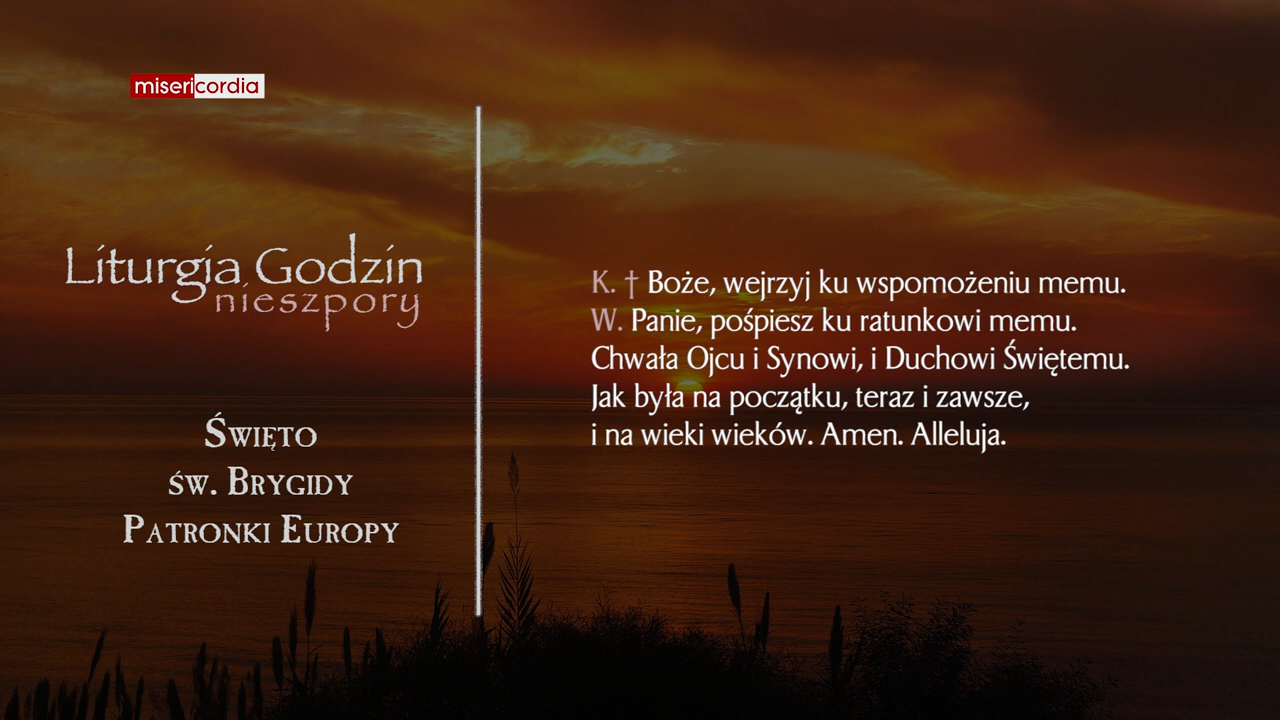 misericordia
Liturgia Godzin
nieszpory
Święto
św. Brygidy
Patronki Europy
K. † Boże, wejrzyj ku wspomożeniu memu.
W. Panie, pośpiesz ku ratunkowi memu.
Chwała Ojcu i Synowi, i Duchowi Świętemu.
Jak była na początku, teraz i zawsze,
i na wieki wieków. Amen. Alleluja.